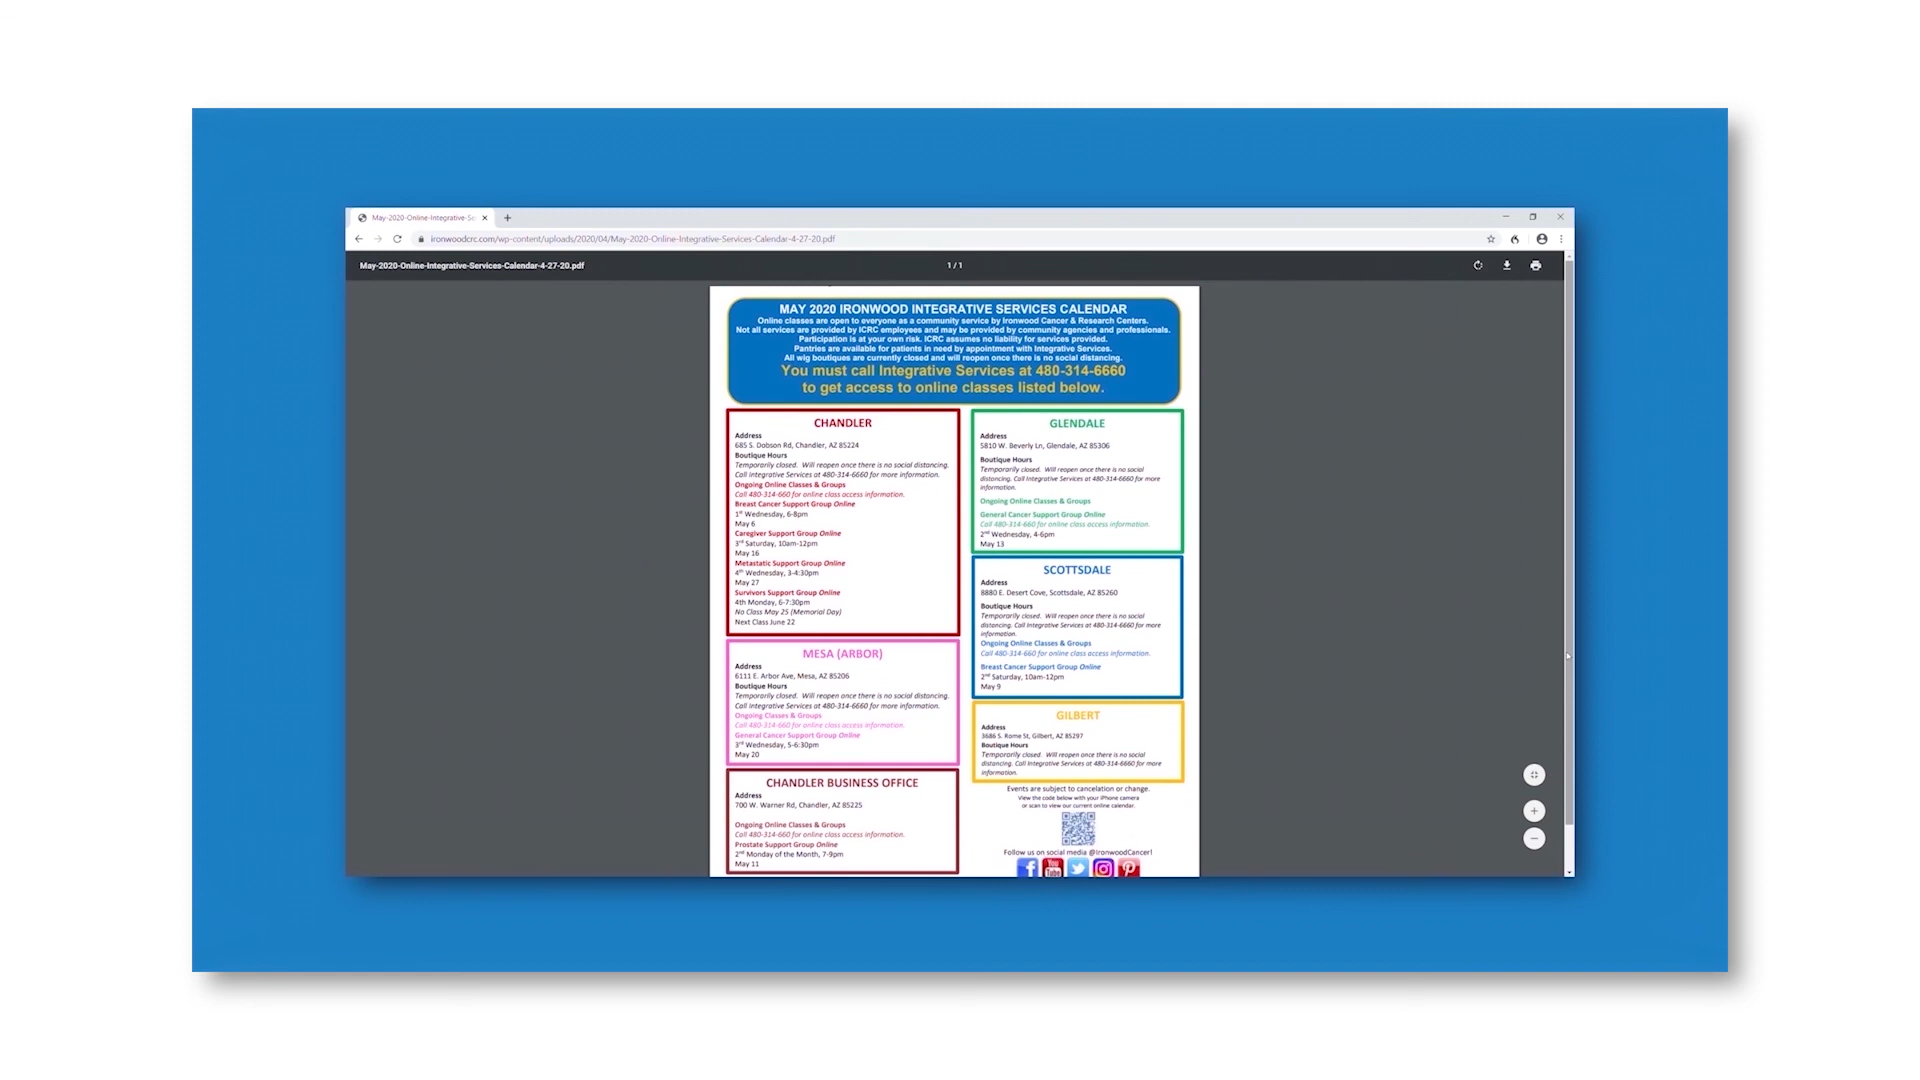 May-2020-Online-Integrative-Se
ironwoodcrc.com/wp-content/uploads/2020/04/May-2020-Online-Integrative-Services-Calendar-4-27-20.pdf
May-2020-Online-Integrative-Services-Calendar-4-27-20.pdf
1 / 1
MAY 2020 IRONWOOD INTEGRATIVE SERVICES CALENDAR
Online classes are open to everyone as a community service by Ironwood Cancer & Research Centers.
Not all services are provided by ICRC employees and may be provided by community agencies and professionals.
Participation is at your own risk. ICRC assumes no liability for services provided.
Pantries are available for patients in need by appointment with Integrative Services.
All wig boutiques are currently closed and will reopen once there is no social distancing.
You must call Integrative Services at 480-314-6660
to get access to online classes listed below.
CHANDLER
Address
685 S. Dobson Rd, Chandler, AZ 85224
Boutique Hours
Temporarily closed. Will reopen once there is no social distancing.
Call Integrative Services at 480-314-6660 for more information.
Ongoing Online Classes & Groups
Call 480-314-660 for online class access information.
Breast Cancer Support Group Online
1st Wednesday, 6-8pm
May 6
Caregiver Support Group Online
3rd Saturday, 10am-12pm
May 16
Metastatic Support Group Online
4th Wednesday, 3-4:30pm
May 27
Survivors Support Group Online
4th Monday, 6-7:30pm
No Class May 25 (Memorial Day)
Next Class June 22
MESA (ARBOR)
Address
6111 E. Arbor Ave, Mesa, AZ 85206
Boutique Hours
Temporarily closed. Will reopen once there is no social distancing.
Call Integrative Services at 480-314-6660 for more information.
Ongoing Classes & Groups
Call 480-314-660 for online class access information.
General Cancer Support Group Online
3rd Wednesday, 5-6:30pm
May 20
CHANDLER BUSINESS OFFICE
Address
700 W. Warner Rd, Chandler, AZ 85225
Ongoing Online Classes & Groups
Call 480-314-660 for online class access information.
Prostate Support Group Online
2nd Monday of the Month, 7-9pm
May 11
GLENDALE
Address
5810 W. Beverly Ln, Glendale, AZ 85306
Boutique Hours
Temporarily closed. Will reopen once there is no social
distancing. Call Integrative Services at 480-314-6660 for more
information.
Ongoing Online Classes & Groups
General Cancer Support Group Online
Call 480-314-660 for online class access information.
2nd Wednesday, 4-6pm
May 13
SCOTTSDALE
Address
8880 E. Desert Cove, Scottsdale, AZ 85260
Boutique Hours
Temporarily closed. Will reopen once there is no social
distancing. Call Integrative Services at 480-314-6660 for more
information.
Ongoing Online Classes & Groups
Call 480-314-660 for online class access information.
Breast Cancer Support Group Online
2nd Saturday, 10am-12pm
May 9
GILBERT
Address
3686 S. Rome St, Gilbert, AZ 85297
Boutique Hours
Temporarily closed. Will reopen once there is no social
distancing. Call Integrative Services at 480-314-6660 for more
information.
Events are subject to cancelation or change.
View the code below with your iPhone camera
or scan to view our current online calendar.
Follow us on social media @IronwoodCancer!
You Tube